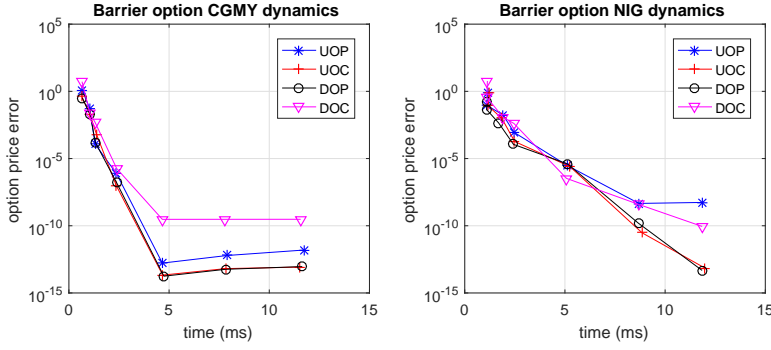 Barrier option CGMY dynamics
10^5
10^0
10^-5
10^-10
10^-15
option price error
0
5
10
15
time (ms)
UOP
UOC
DOP
DOC
Barrier option NIG dynamics
10^5
10^0
10^-5
10^-10
10^-15
option price error
0
5
10
15
time (ms)
UOP
UOC
DOP
DOC